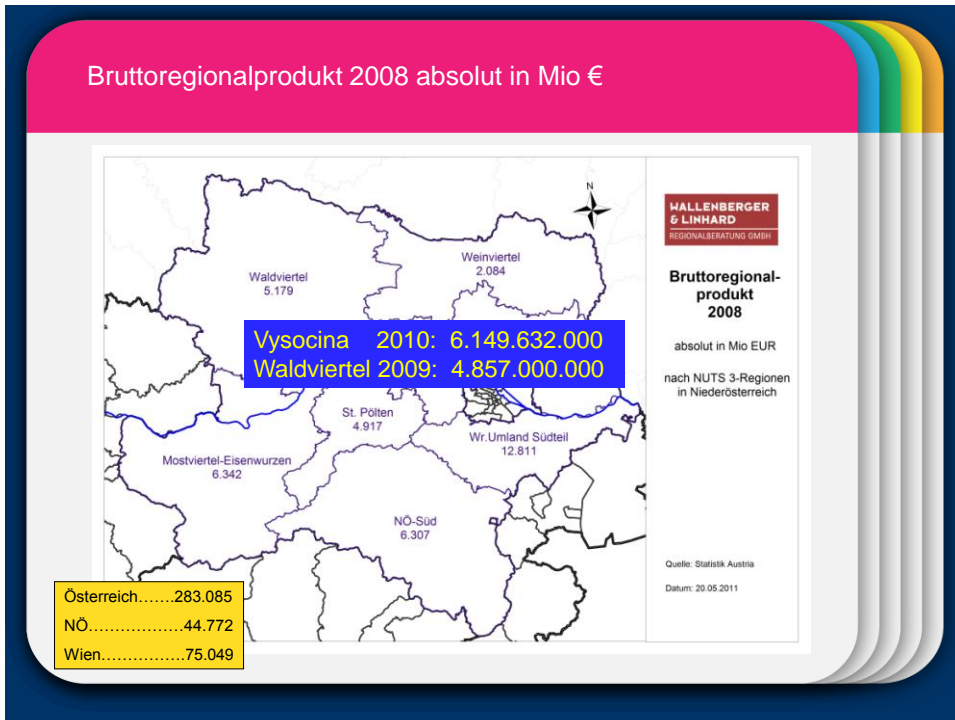 Bruttoregionalprodukt 2008 absolut in Mio €
N
WALLENBERGER
& LINHARD
REGIONALBERATUNG GMBH
Bruttoregional-
produkt
2008
absolut in Mio EUR
nach NUTS 3-Regionen
in Niederösterreich
Weinviertel
2.084
Waldviertel
5.179
Vysocina 2010: 6.149.632.000
Waldviertel 2009: 4.857.000.000
St. Pölten
4.917
Wr.Umland Südteil
12.811
Mostviertel-Eisenwurzen
6.342
NÖ-Süd
6.307
Quelle: Statistik Austria
Datum: 20.05.2011
Österreich…….283.085
NÖ………………44.772
Wien…………….75.049